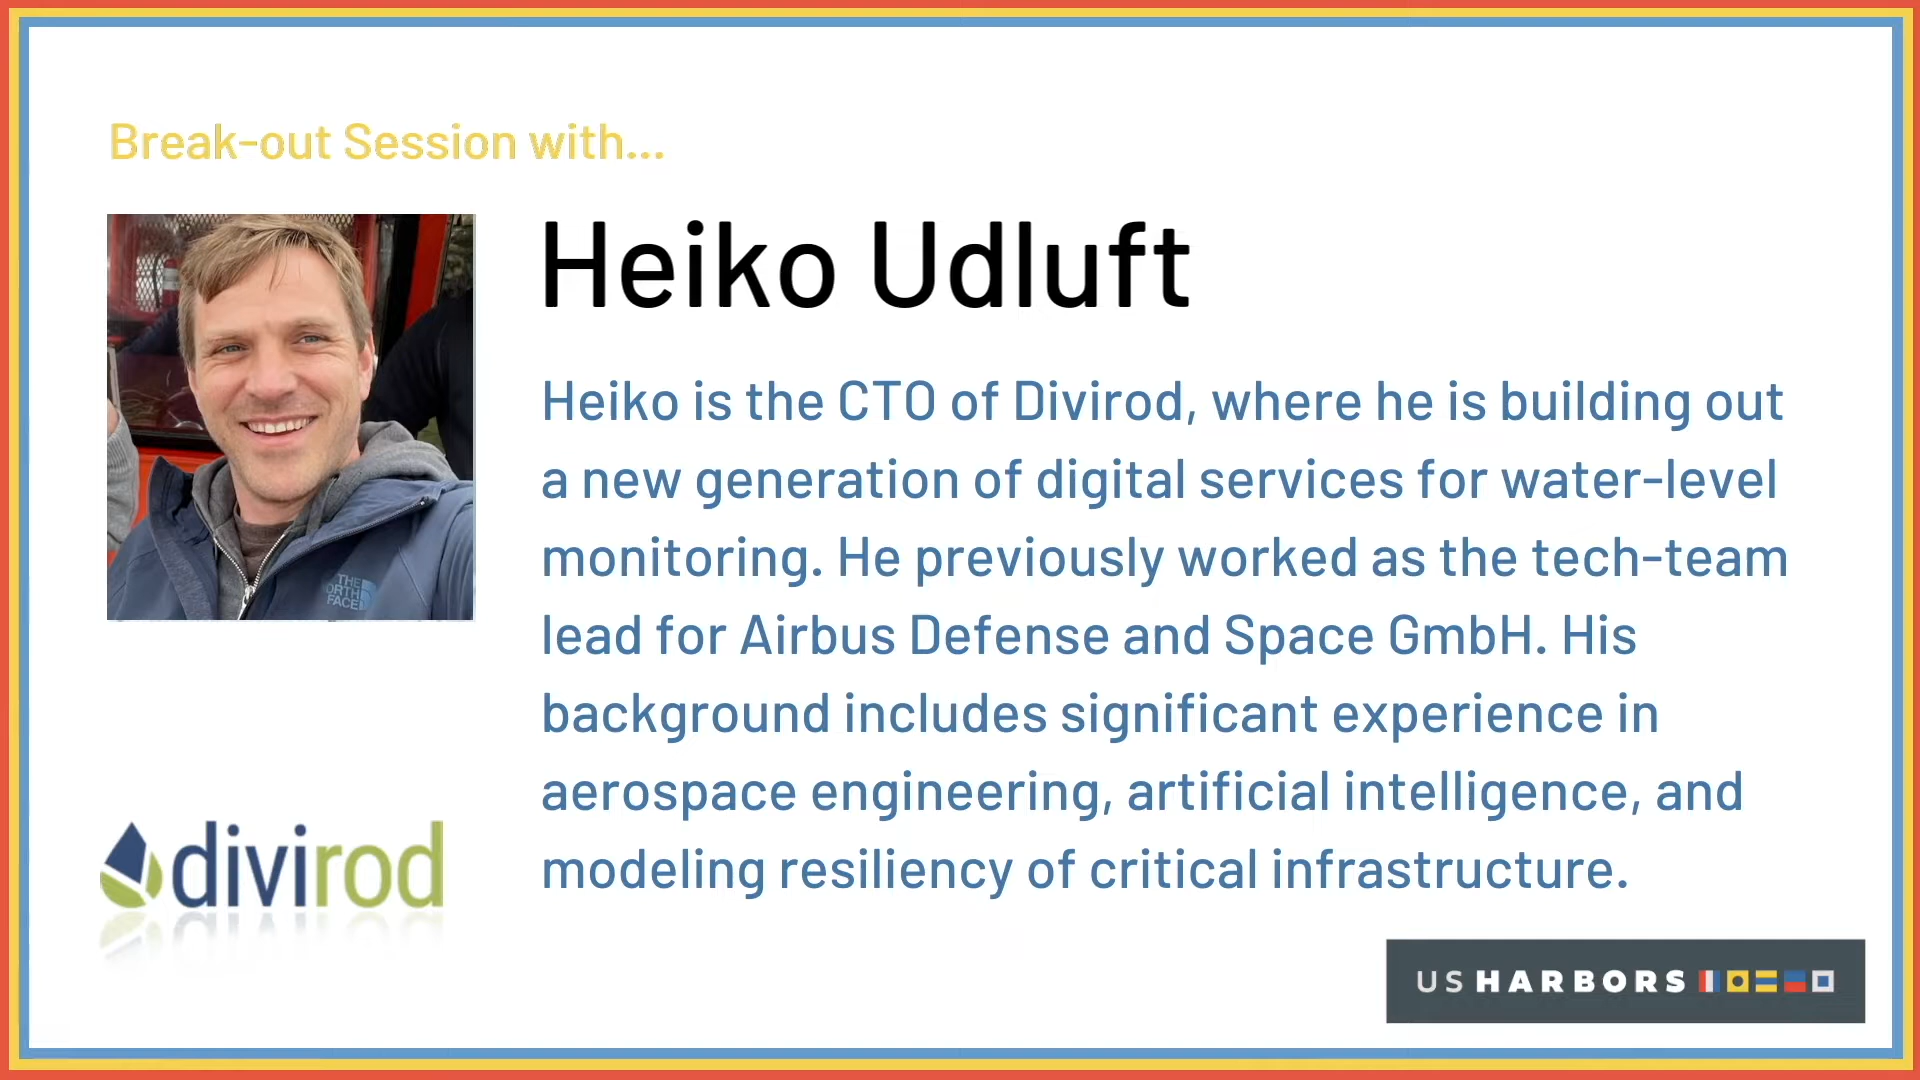 Break-out Session with...
Heiko Udluft
Heiko is the CTO of Divirod, where he is building out
a new generation of digital services for water-level
monitoring. He previously worked as the tech-team
lead for Airbus Defense and Space GmbH. His
background includes significant experience in
aerospace engineering, artificial intelligence, and
modeling resiliency of critical infrastructure.
THE
NORTH
FACE
divirod
US HARBORS